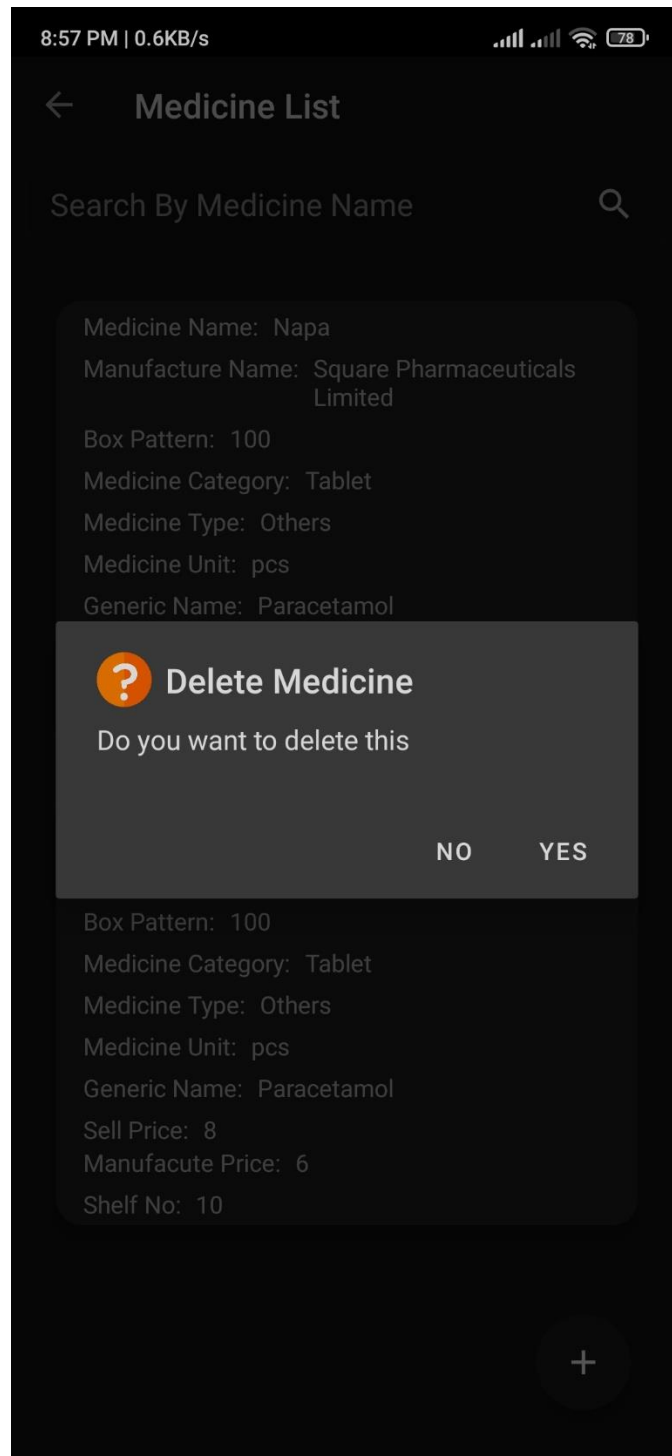 8:57 PM | 0.6KB/s
78
Medicine List
Search By Medicine Name
Medicine Name: Napa
Manufacture Name: Square Pharmaceuticals
Limited
Box Pattern: 100
Medicine Category: Tablet
Medicine Type: Others
Medicine Unit: pcs
Generic Name: Paracetamol
? Delete Medicine
Do you want to delete this
NO YES
Box Pattern: 100
Medicine Category: Tablet
Medicine Type: Others
Medicine Unit: pcs
Generic Name: Paracetamol
Sell Price: 8
Manufacute Price: 6
Shelf No: 10
+